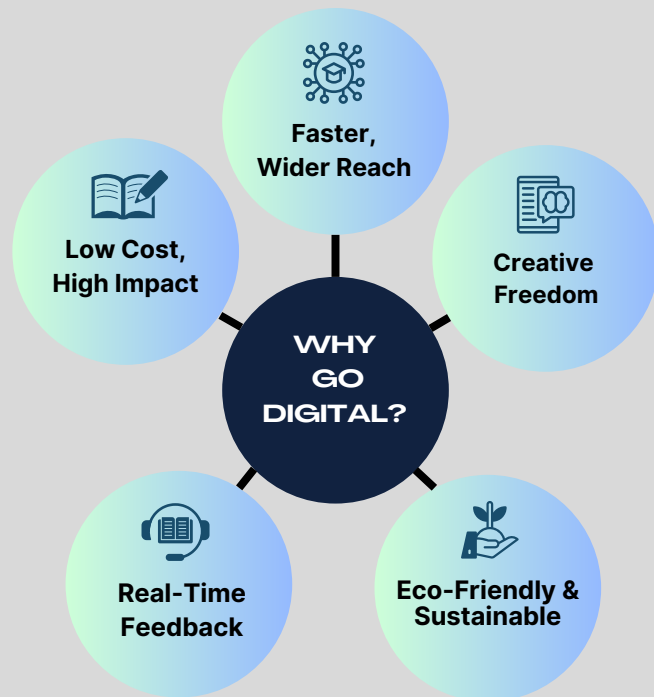 Faster,
Wider Reach
Low Cost,
High Impact
Creative
Freedom
WHY
GO
DIGITAL?
Real-Time
Feedback
Eco-Friendly &
Sustainable